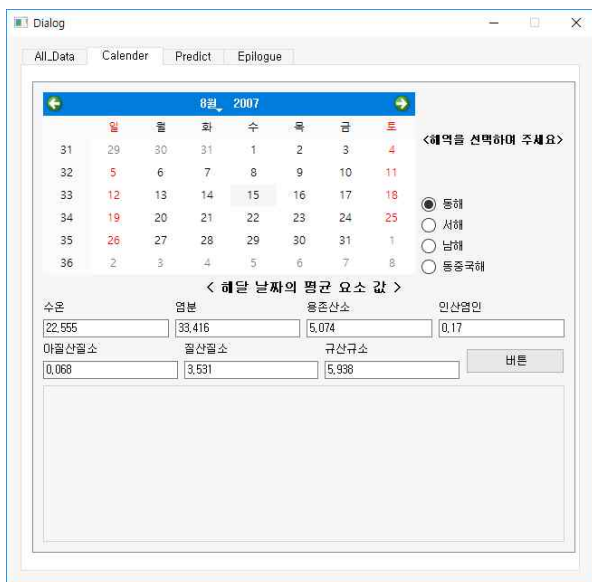 Dialog
All_Data Calender Predict Epilogue
8월, 2007
일 월 화 수 목 금 토
31 29 30 31 1 2 3 4
32 5 6 7 8 9 10 11
33 12 13 14 15 16 17 18
34 19 20 21 22 23 24 25
35 26 27 28 29 30 31 1
36 2 3 4 5 6 7 8
<해역을 선택하여 주세요>
동해
서해
남해
동중국해
< 해달 날짜의 평균 요소 값 >
수온 염분 용존산소 인산염인
22,555 33,416 5,074 0,17
아질산질소 질산질소 규산규소
0,068 3,531 5,938
버튼